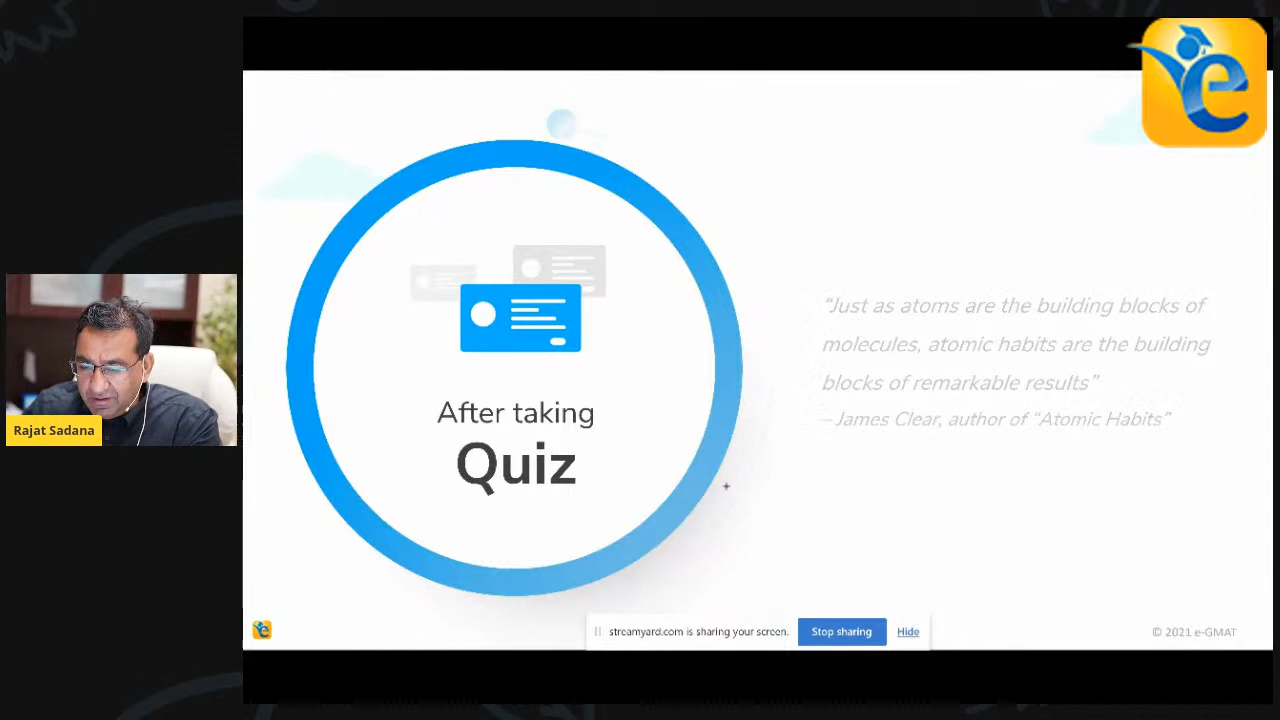 After taking
Quiz
“Just as atoms are the building blocks of
molecules, atomic habits are the building
blocks of remarkable results”
– James Clear, author of “Atomic Habits”
Rajat Sadana
streamyard.com is sharing your screen.
Stop sharing
Hide
© 2021 e-GMAT